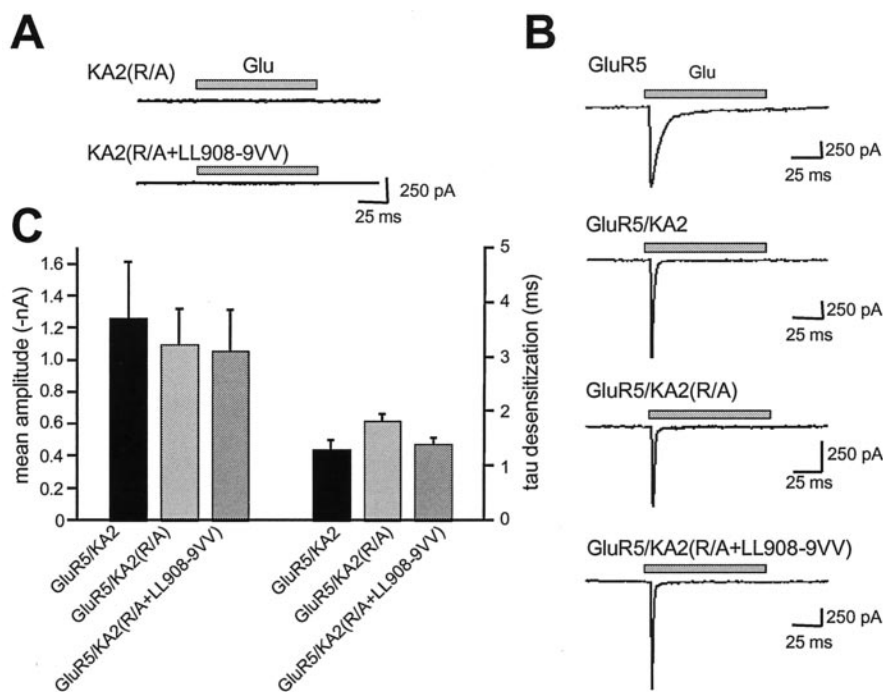 A
KA2(R/A)
Glu
KA2(R/A+LL908-9VV)
250 pA
25 ms
B
GluR5
Glu
250 pA
25 ms
GluR5/KA2
250 pA
25 ms
GluR5/KA2(R/A)
250 pA
25 ms
GluR5/KA2(R/A+LL908-9VV)
250 pA
25 ms
C
mean amplitude (-nA)
1.6
1.4
1.2
1.0
0.8
0.6
0.4
0.2
0
tau desensitization (ms)
5
4
3
2
1
0
GluR5/KA2
GluR5/KA2(R/A)
GluR5/KA2(R/A+LL908-9VV)
GluR5/KA2
GluR5/KA2(R/A)
GluR5/KA2(R/A+LL908-9VV)